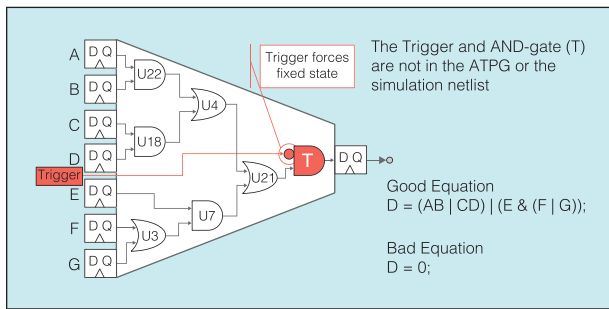 A
D Q
B
D Q
C
D Q
D
D Q
Trigger
E
D Q
F
D Q
G
D Q
U22
U18
U4
U3
U7
U21
Trigger forces
fixed state
T
D Q
The Trigger and AND-gate (T)
are not in the ATPG or the
simulation netlist
Good Equation
D = (AB | CD) | (E & (F | G));
Bad Equation
D = 0;